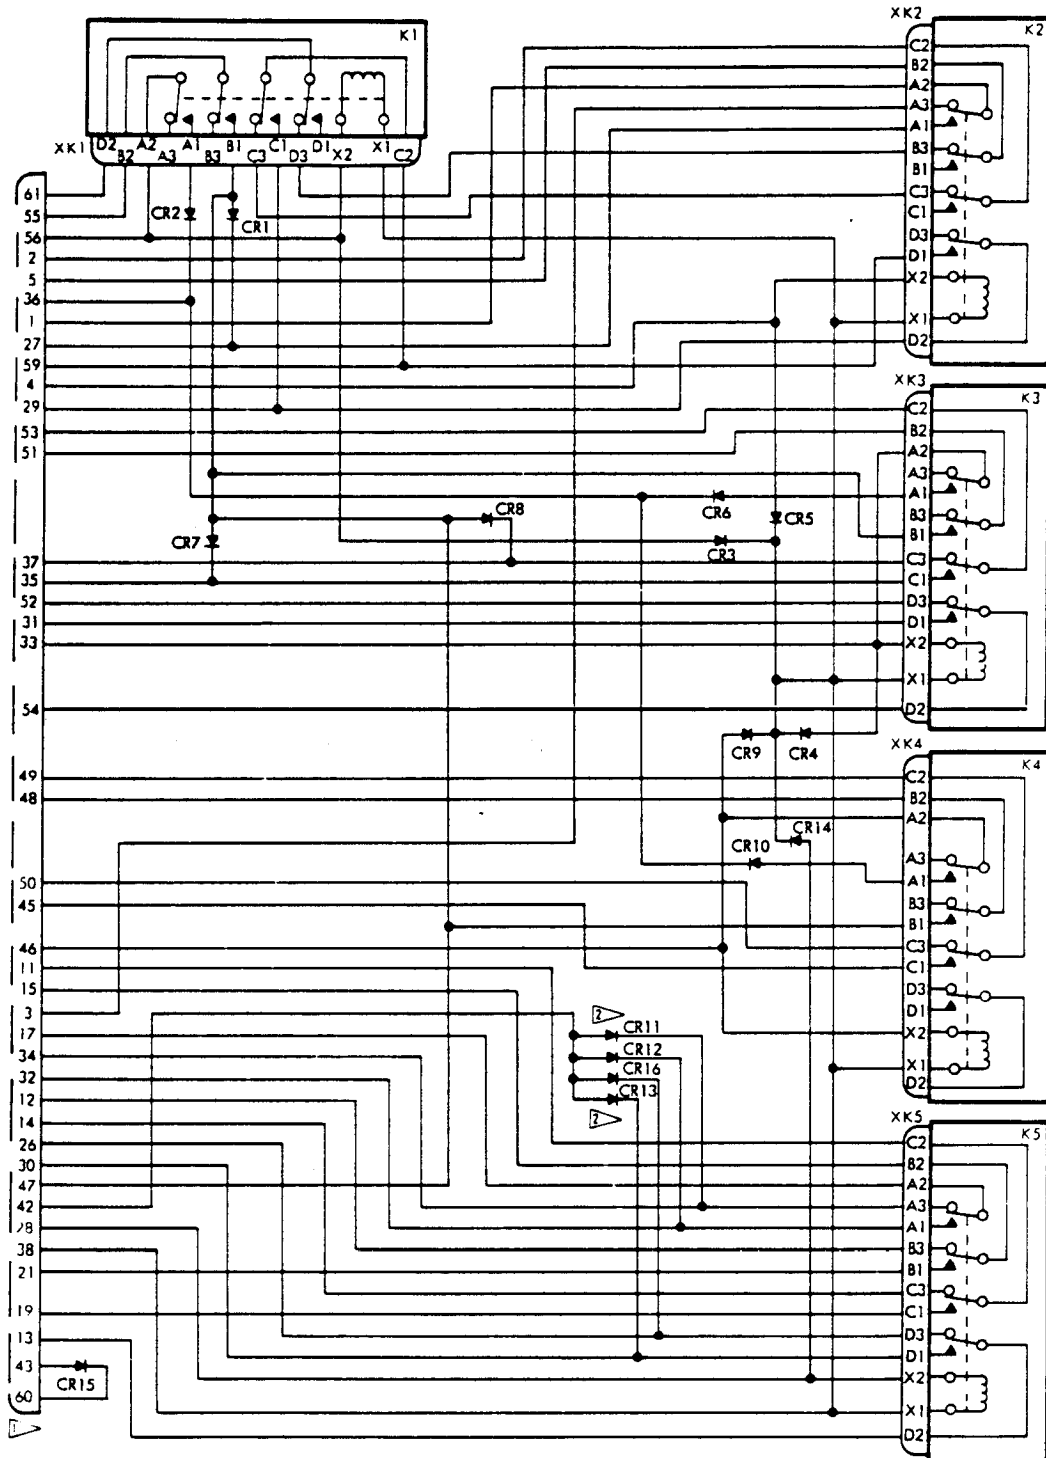 XK2
K2
K1
C2
B2
A2
A3
A1
B3
B1
C3
C1
D3
D1
X2
X1
D2
XK1
D2
B2
A2
A3
A1
B3
B1
C3
C1
D3
D1
X2
X1
C2
61
55
56
2
5
36
1
27
59
4
29
53
51
37
35
52
31
33
54
49
48
50
45
46
11
15
3
17
34
32
12
14
26
30
47
42
28
38
21
19
13
43
60
1
CR2
CR1
CR8
CR7
CR6
CR5
CR3
CR9
CR4
CR14
CR10
2
CR11
CR12
CR16
CR13
2
CR15
XK3
K3
C2
B2
A2
A3
A1
B3
B1
C3
C1
D3
D1
X2
X1
D2
XK4
K4
C2
B2
A2
A3
A1
B3
B1
C3
C1
D3
D1
X2
X1
D2
XK5
K5
C2
B2
A2
A3
A1
B3
B1
C3
C1
D3
D1
X2
X1
D2